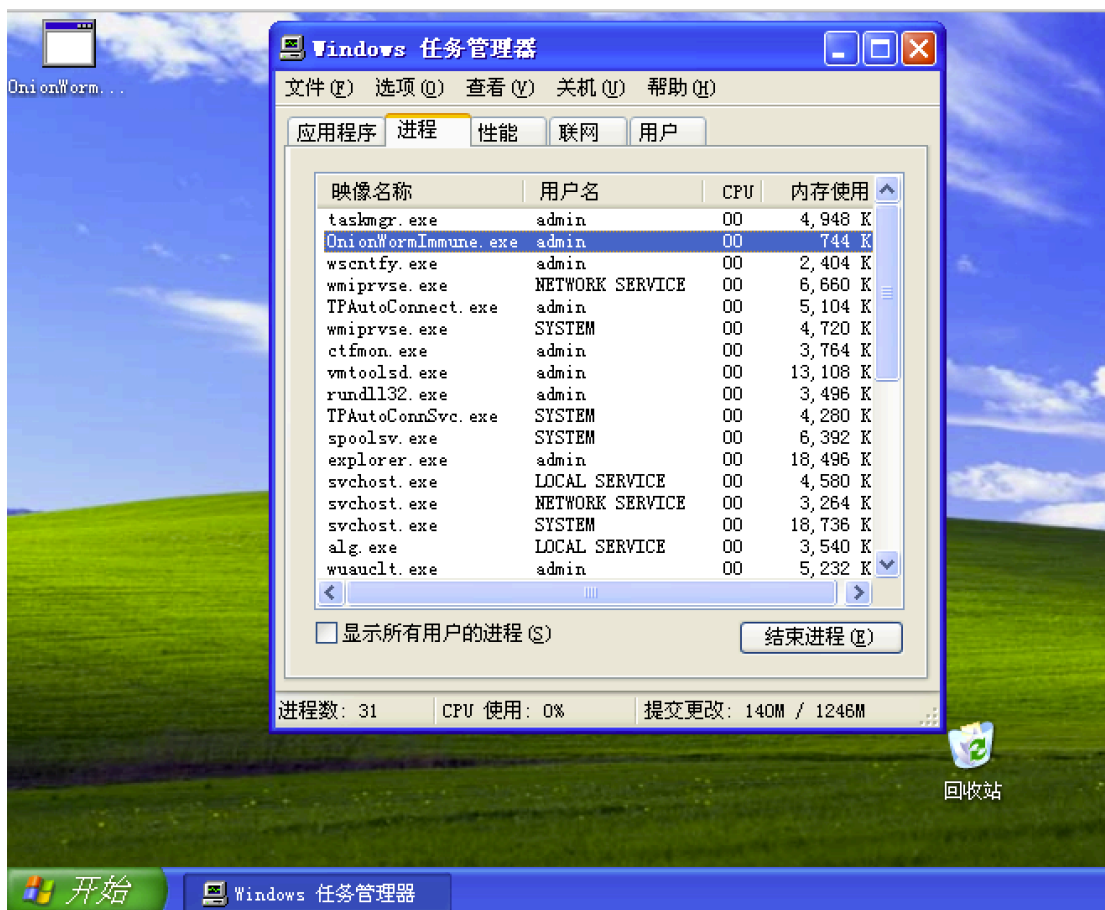 OnionWorm...
Windows 任务管理器
文件(F) 选项(O) 查看(V) 关机(U) 帮助(H)
应用程序 进程 性能 联网 用户
映像名称 用户名 CPU 内存使用
taskmgr.exe admin 00 4,948 K
OnionWormImmune.exe admin 00 744 K
wscntfy.exe admin 00 2,404 K
wmiprvse.exe NETWORK SERVICE 00 6,660 K
TPAutoConnect.exe admin 00 5,104 K
wmiprvse.exe SYSTEM 00 4,720 K
ctfmon.exe admin 00 3,764 K
vmtoolsd.exe admin 00 13,108 K
rundll32.exe admin 00 3,496 K
TPAutoConnSvc.exe SYSTEM 00 4,280 K
spoolsv.exe SYSTEM 00 6,392 K
explorer.exe admin 00 18,496 K
svchost.exe LOCAL SERVICE 00 4,580 K
svchost.exe NETWORK SERVICE 00 3,264 K
svchost.exe SYSTEM 00 18,736 K
alg.exe LOCAL SERVICE 00 3,540 K
wuauclt.exe admin 00 5,232 K
显示所有用户的进程(S) 结束进程(E)
进程数: 31 CPU 使用: 0% 提交更改: 140M / 1246M
回收站
开始 Windows 任务管理器